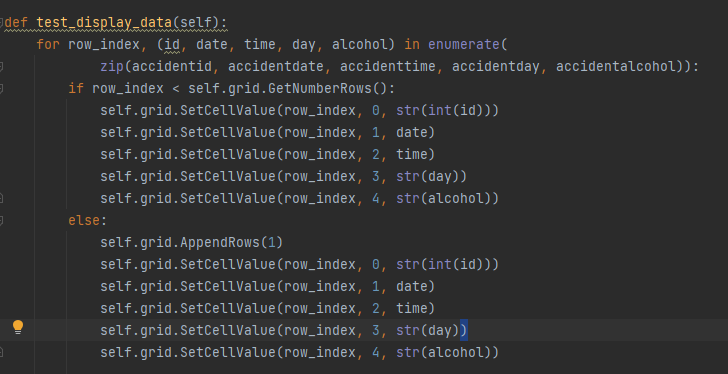 def test_display_data(self):
    for row_index, (id, date, time, day, alcohol) in enumerate(
            zip(accidentid, accidentdate, accidenttime, accidentday, accidentalcohol)):
        if row_index < self.grid.GetNumberRows():
            self.grid.SetCellValue(row_index, 0, str(int(id)))
            self.grid.SetCellValue(row_index, 1, date)
            self.grid.SetCellValue(row_index, 2, time)
            self.grid.SetCellValue(row_index, 3, str(day))
            self.grid.SetCellValue(row_index, 4, str(alcohol))
        else:
            self.grid.AppendRows(1)
            self.grid.SetCellValue(row_index, 0, str(int(id)))
            self.grid.SetCellValue(row_index, 1, date)
            self.grid.SetCellValue(row_index, 2, time)
            self.grid.SetCellValue(row_index, 3, str(day))
            self.grid.SetCellValue(row_index, 4, str(alcohol))